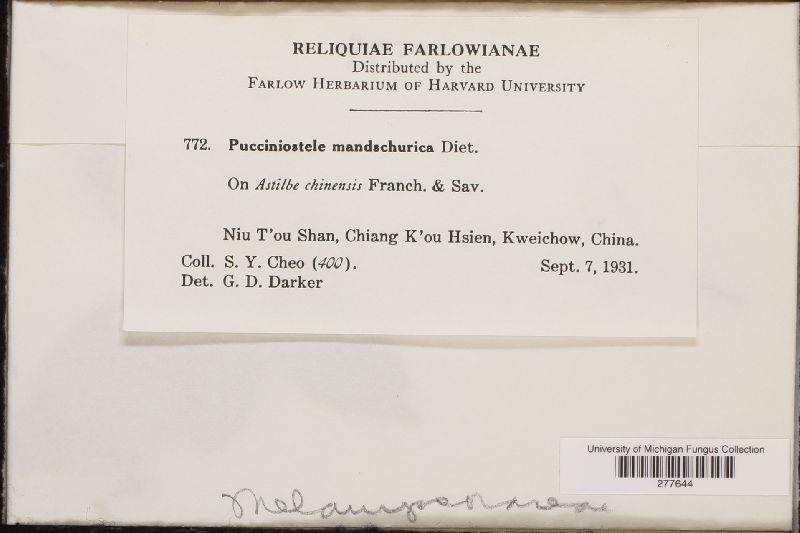 RELIQUIAE FARLOWIANAE
Distributed by the
FARLOW HERBARIUM OF HARVARD UNIVERSITY
772. Pucciniostele mandschurica Diet.
On Astilbe chinensis Franch. & Sav.
Niu T'ou Shan, Chiang K'ou Hsien, Kweichow, China.
Coll. S. Y. Cheo (400). Sept. 7, 1931.
Det. G. D. Darker
University of Michigan Fungus Collection
277644